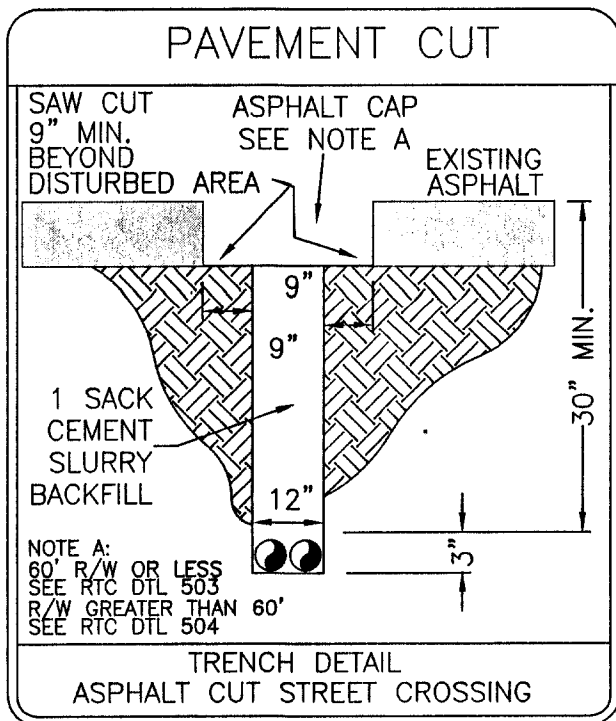 PAVEMENT CUT
SAW CUT
9" MIN.
BEYOND
DISTURBED AREA
ASPHALT CAP
SEE NOTE A
EXISTING
ASPHALT
9"
9"
30" MIN.
1 SACK
CEMENT
SLURRY
BACKFILL
12"
3"
NOTE A:
60' R/W OR LESS
SEE RTC DTL 503
R/W GREATER THAN 60'
SEE RTC DTL 504
TRENCH DETAIL
ASPHALT CUT STREET CROSSING